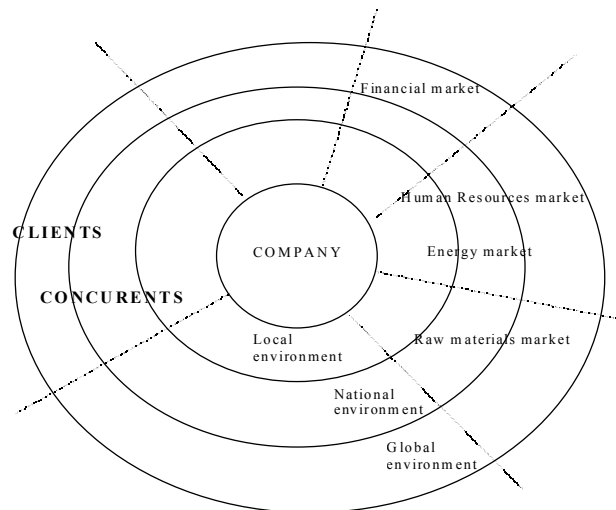 Financial market
Human Resources market
CLIENTS
COMPANY
Energy market
CONCURENTS
Local
environment
Raw materials market
National
environment
Global
environment